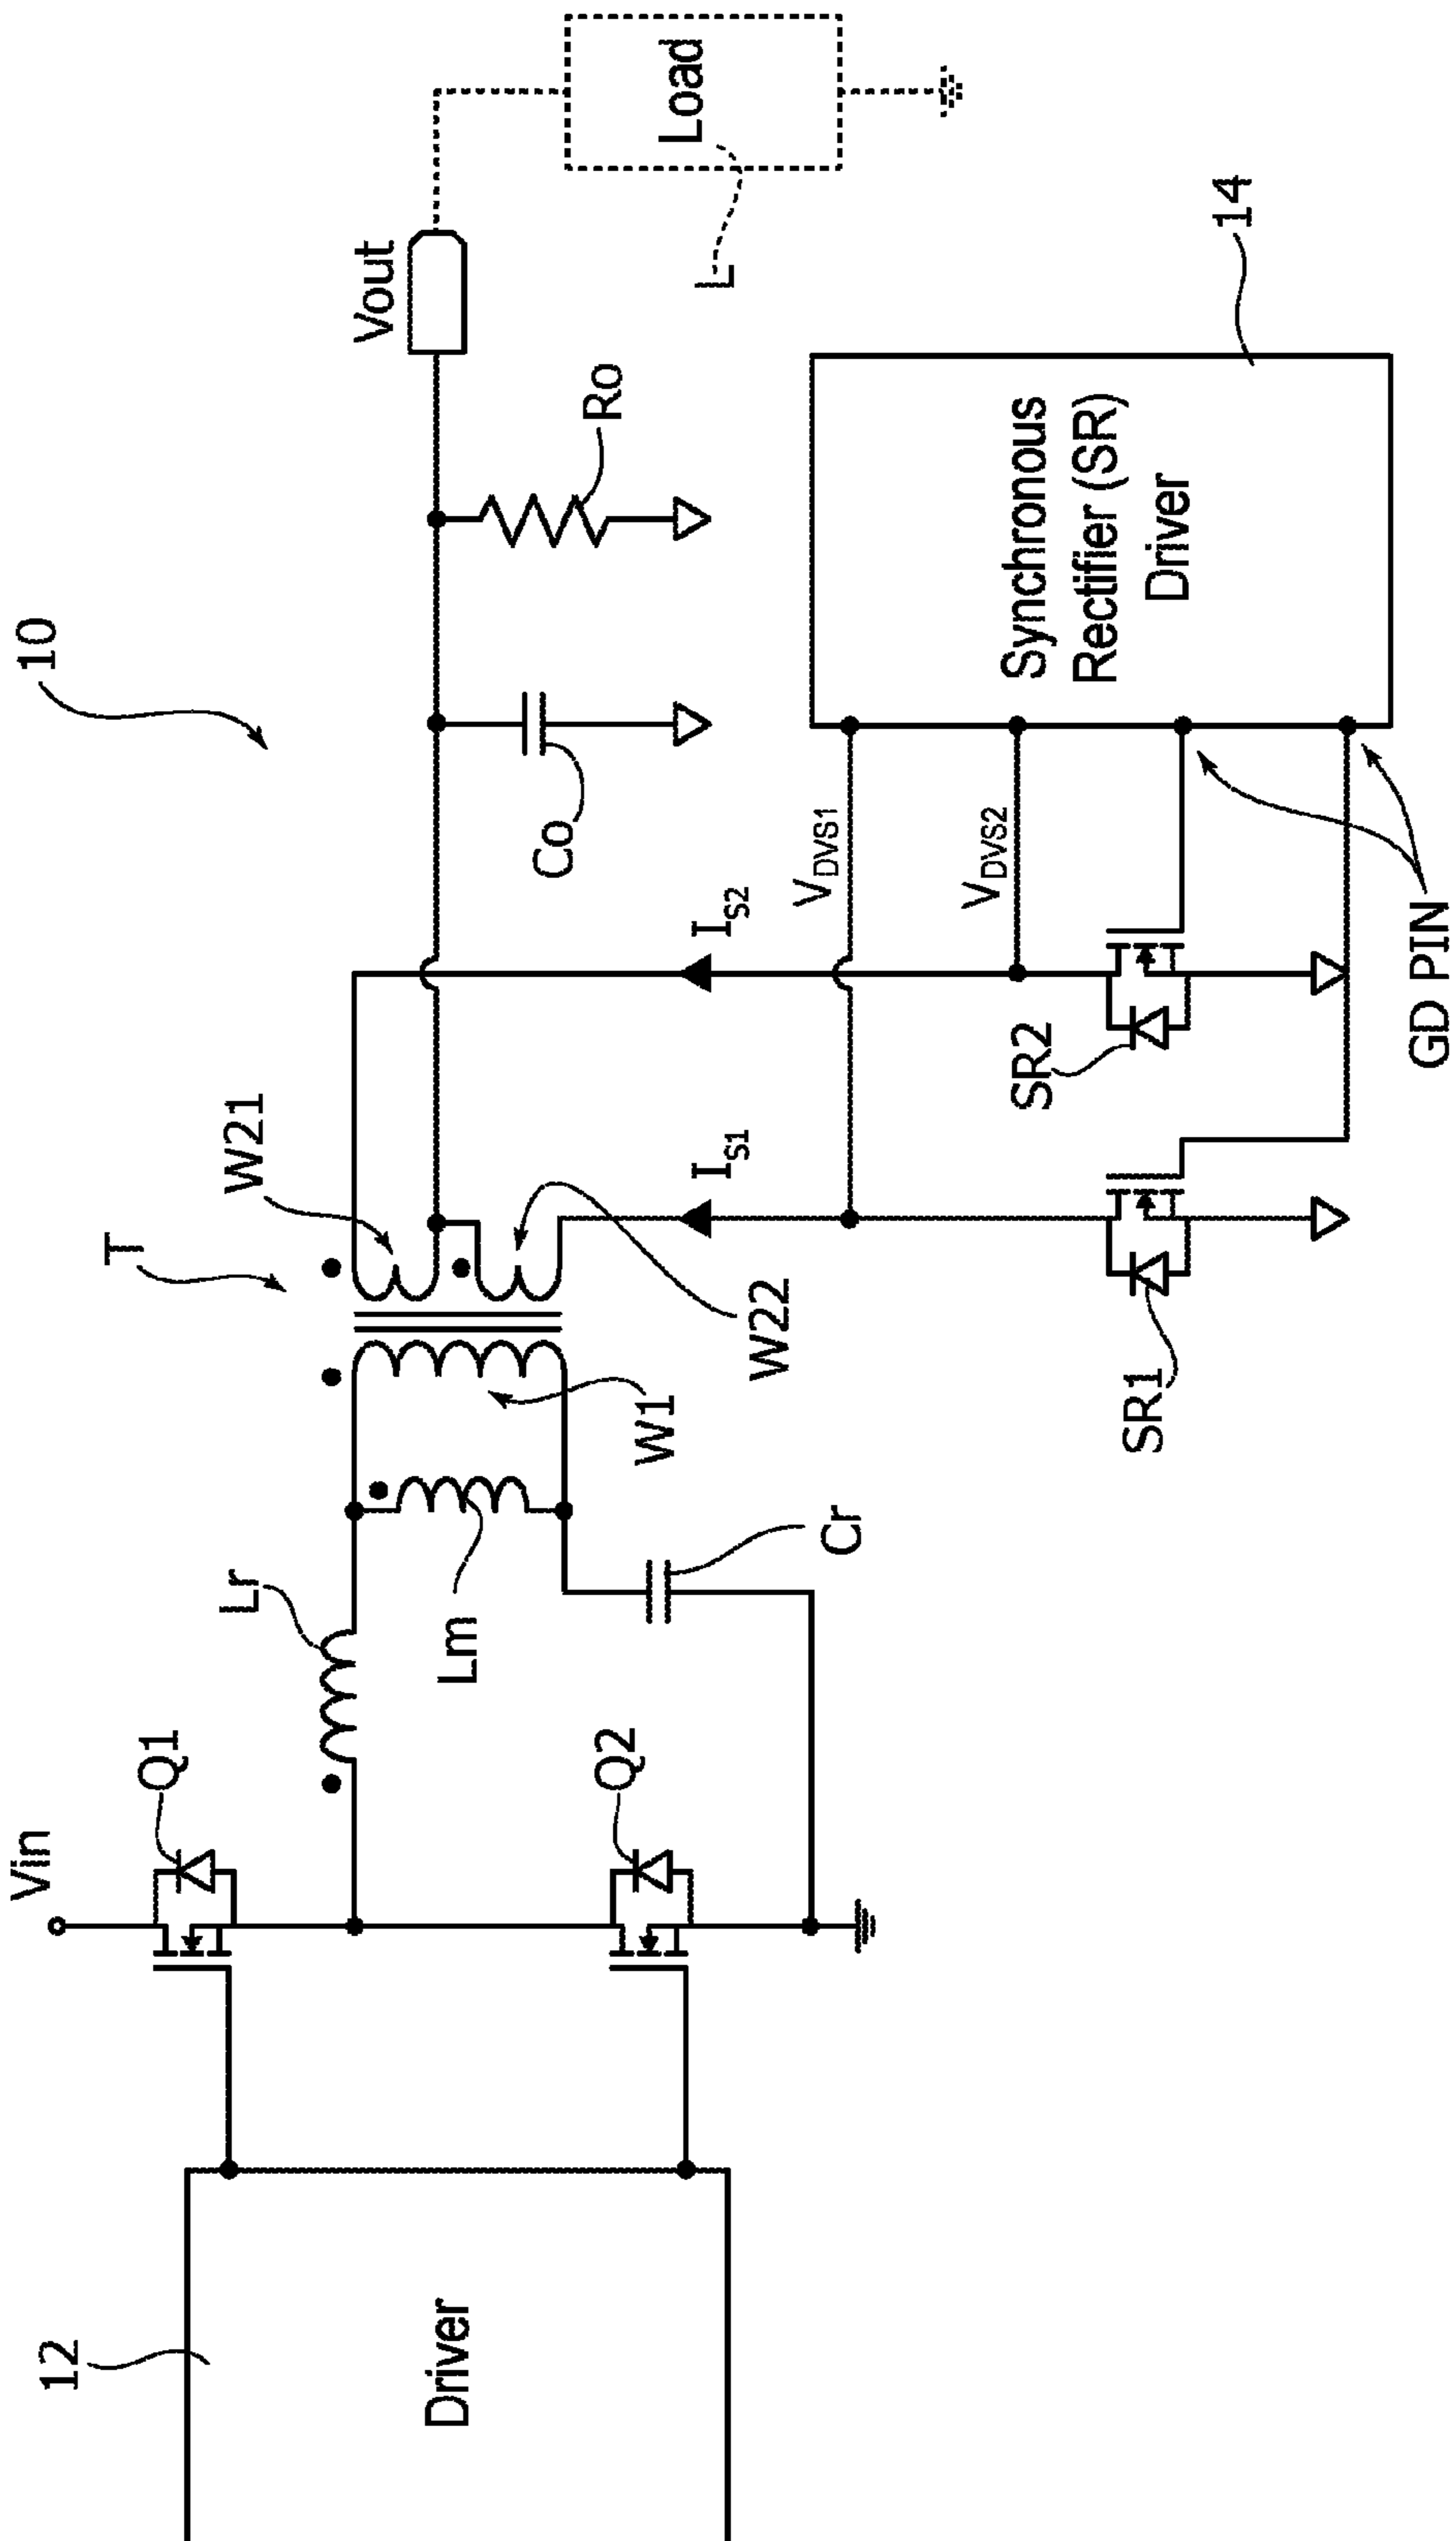 10
12
Driver
Vin
Q1
Q2
Lr
Lm
Cr
T
W1
W21
W22
I_S1
I_S2
SR1
SR2
V_DVS1
V_DVS2
Co
Ro
Vout
Load
L
14
Synchronous
Rectifier (SR)
Driver
GD PIN